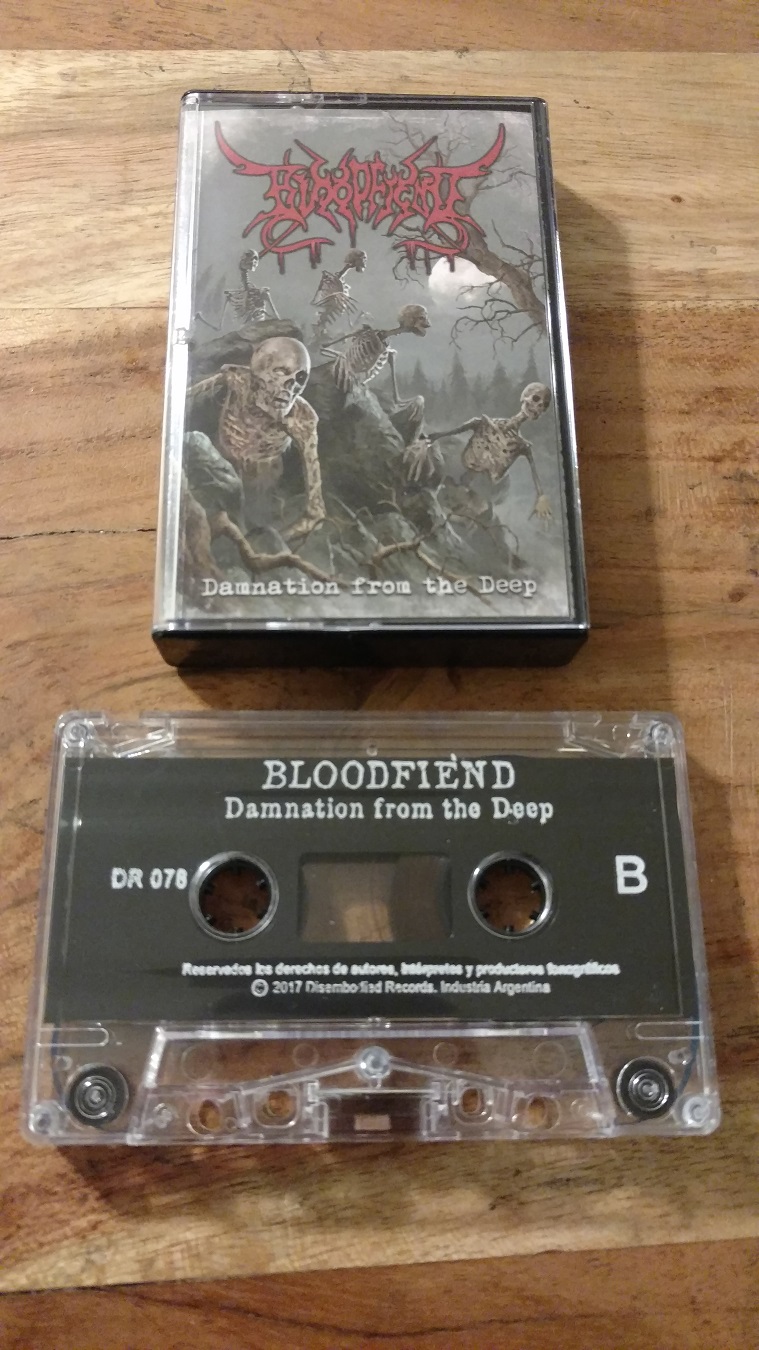 BLOODFIEND
Damnation from the Deep
BLOODFIEND
Damnation from the Deep
DR 078
B
Reservados los derechos de autores, intérpretes y productores fonográficos
© 2017 Disembodied Records. Industria Argentina